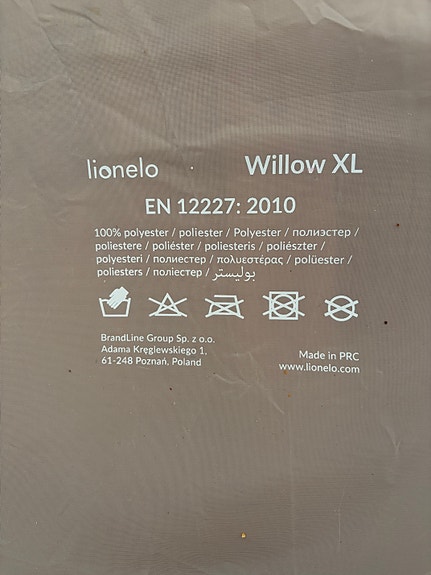 lionelo
Willow XL
EN 12227: 2010
100% polyester / poliester / Polyester / полиэстер /
poliestere / poliéster / poliesteris / poliészter /
polyesteri / полиестер / πολυεστέρας / polüester /
poliesters / поліестер / بوليستر
BrandLine Group Sp. z o.o.
Adama Kręglewskiego 1,
61-248 Poznań, Poland
Made in PRC
www.lionelo.com